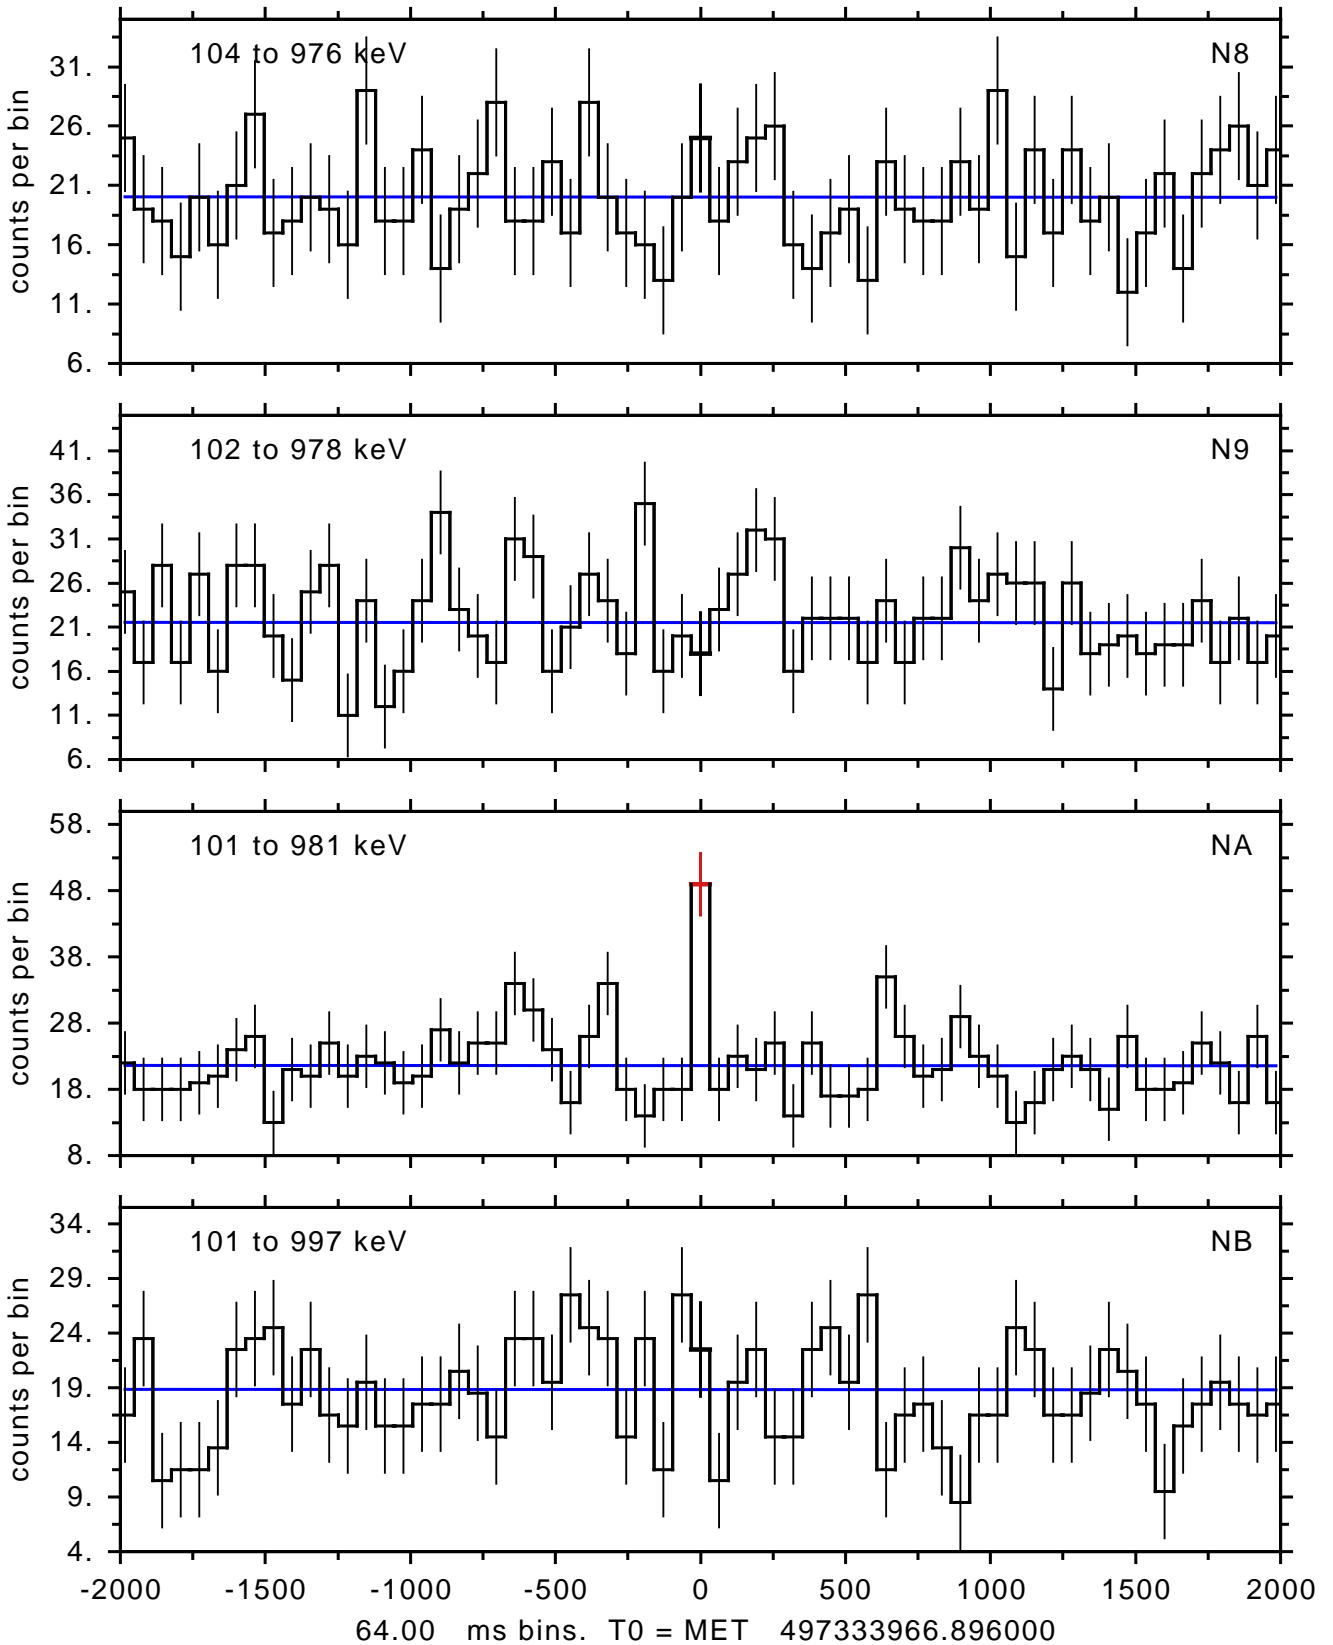 104 to 976 keV N8
31.
26.
21.
16.
11.
6.
counts per bin
102 to 978 keV N9
41.
36.
31.
26.
21.
16.
11.
6.
counts per bin
101 to 981 keV NA
58.
48.
38.
28.
18.
8.
counts per bin
101 to 997 keV NB
34.
29.
24.
19.
14.
9.
4.
counts per bin
-2000 -1500 -1000 -500 0 500 1000 1500 2000
64.00 ms bins. T0 = MET 497333966.896000